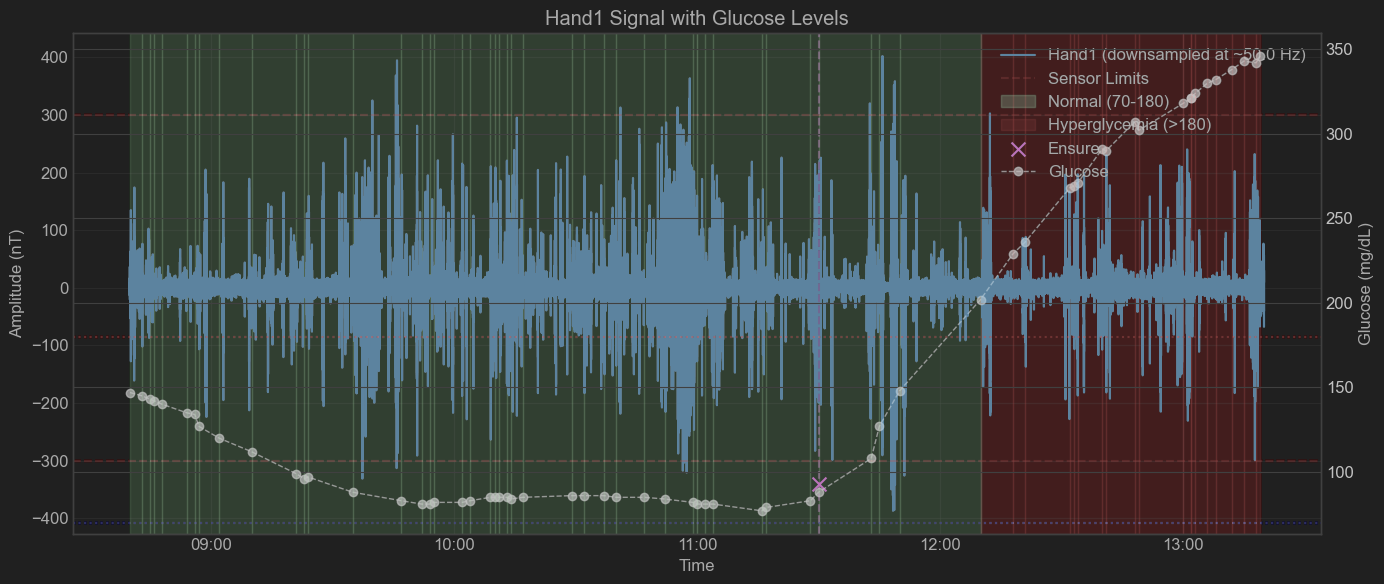 Hand1 Signal with Glucose Levels
400
300
200
100
0
−100
−200
−300
−400
Amplitude (nT)
350
300
250
200
150
100
Glucose (mg/dL)
Hand1 (downsampled at ~50.0 Hz)
Sensor Limits
Normal (70-180)
Hyperglycemia (>180)
Ensure
Glucose
09:00
10:00
11:00
12:00
13:00
Time